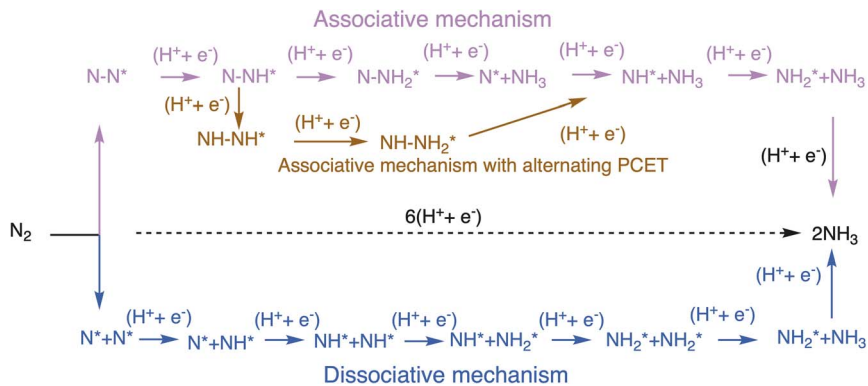 Associative mechanism
(H⁺+ e⁻) (H⁺+ e⁻) (H⁺+ e⁻) (H⁺+ e⁻) (H⁺+ e⁻)
N-N* N-NH* N-NH₂* N*+NH₃ NH*+NH₃ NH₂*+NH₃
(H⁺+ e⁻) (H⁺+ e⁻) (H⁺+ e⁻)
NH-NH* NH-NH₂*
Associative mechanism with alternating PCET
(H⁺+ e⁻)
6(H⁺+ e⁻)
N₂ 2NH₃
(H⁺+ e⁻)
(H⁺+ e⁻) (H⁺+ e⁻) (H⁺+ e⁻) (H⁺+ e⁻) (H⁺+ e⁻)
N*+N* N*+NH* NH*+NH* NH*+NH₂* NH₂*+NH₂* NH₂*+NH₃
Dissociative mechanism